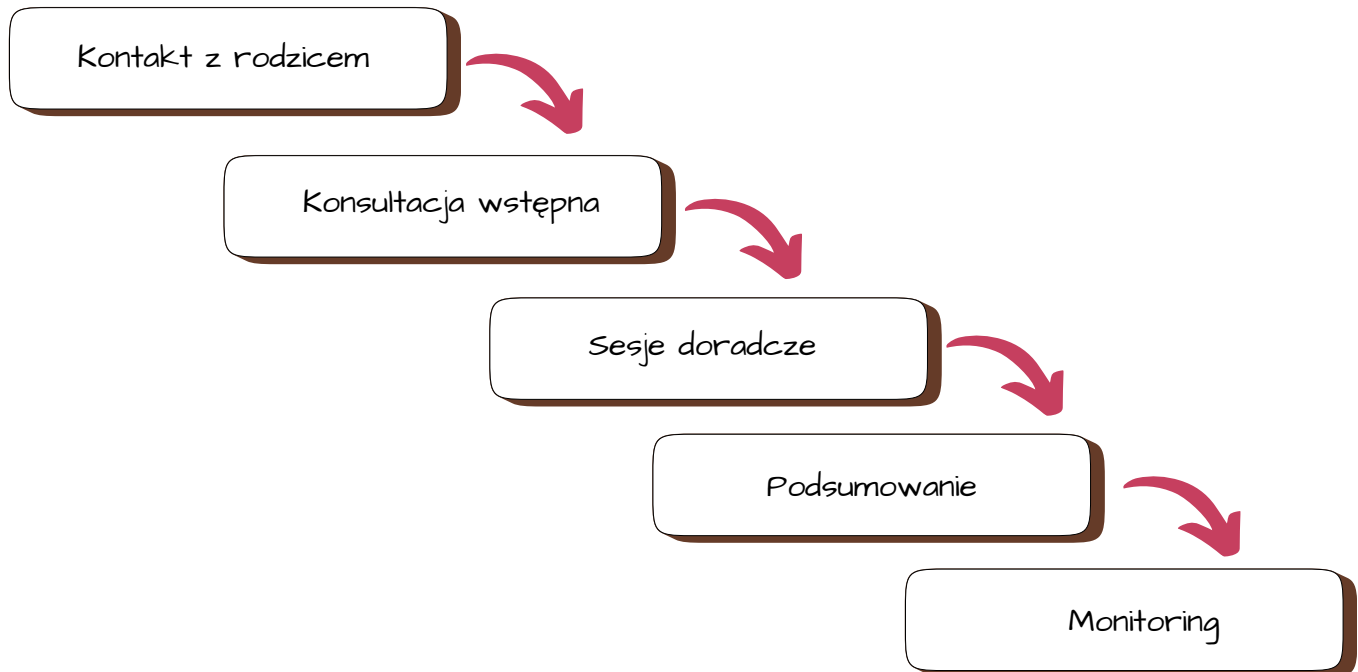 Kontakt z rodzicem
Konsultacja wstępna
Sesje doradcze
Podsumowanie
Monitoring